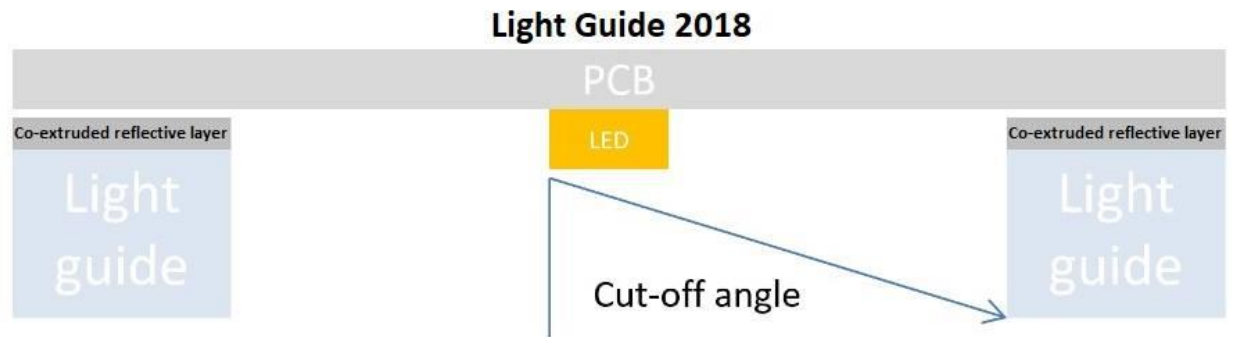 Light Guide 2018
PCB
Co-extruded reflective layer
LED
Co-extruded reflective layer
Light
guide
Light
guide
Cut-off angle